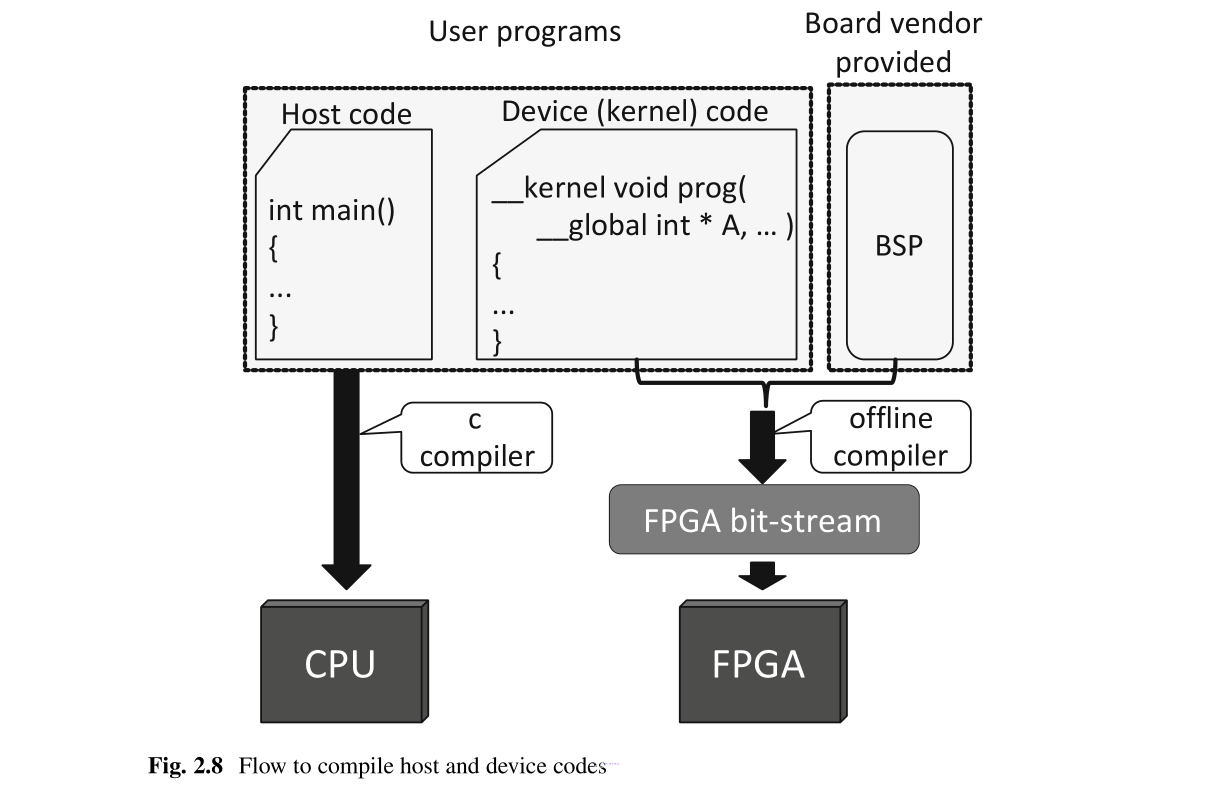 User programs
Board vendor
provided
Host code
int main()
{
...
}
Device (kernel) code
__kernel void prog(
__global int * A, ... )
{
...
}
BSP
c
compiler
offline
compiler
FPGA bit-stream
CPU
FPGA
Fig. 2.8 Flow to compile host and device codes